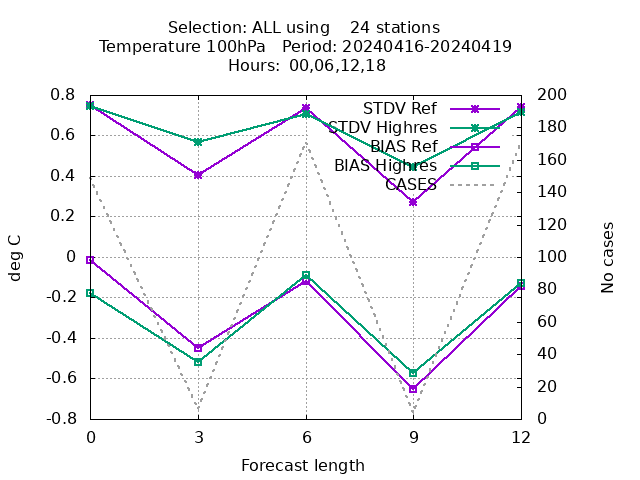 Selection: ALL using    24 stations
Temperature 100hPa   Period: 20240416-20240419
Hours: 00,06,12,18
STDV Ref
STDV Highres
BIAS Ref
BIAS Highres
CASES
deg C
0.8
0.6
0.4
0.2
0
-0.2
-0.4
-0.6
-0.8
200
180
160
140
120
100
80
60
40
20
0
No cases
0 3 6 9 12
Forecast length